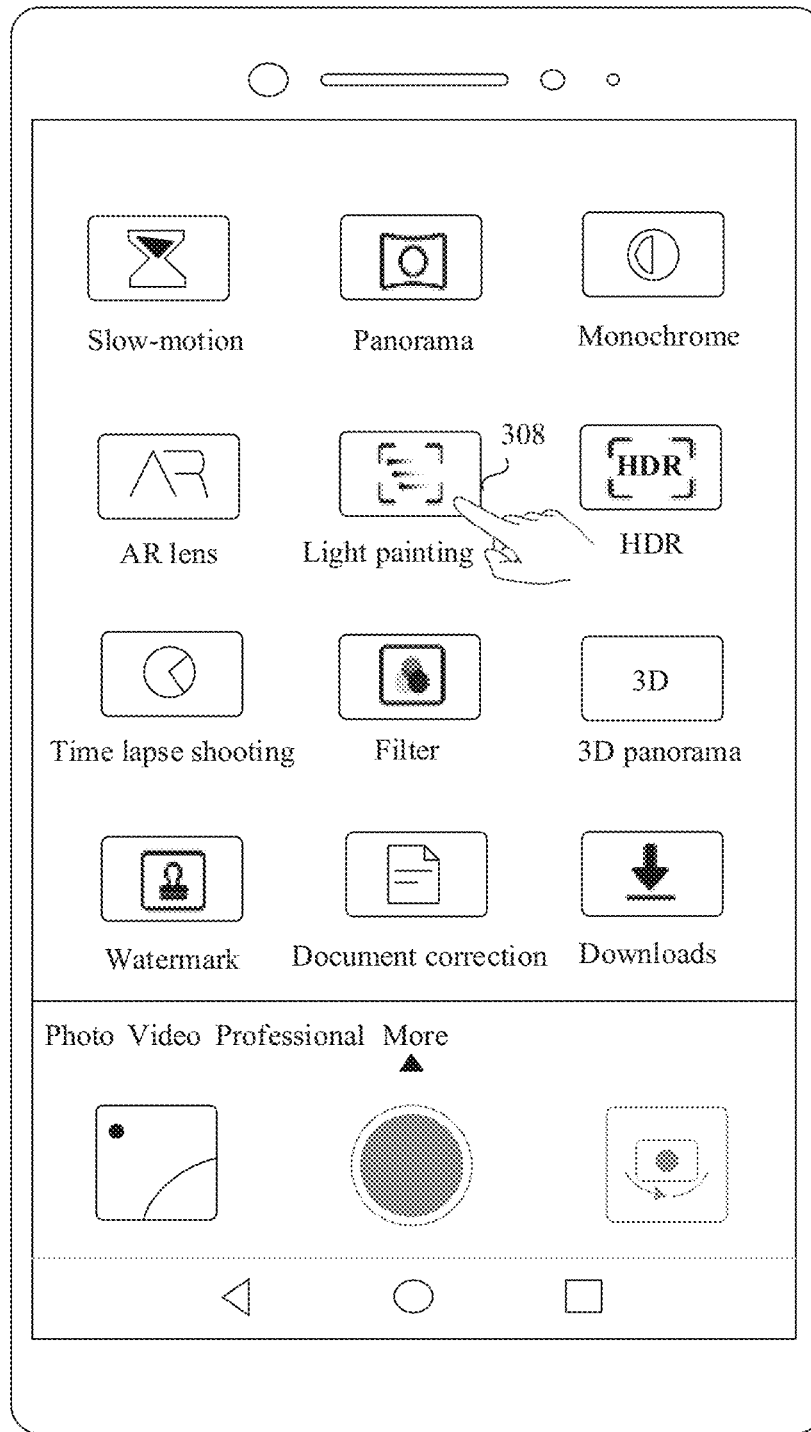 Slow-motion Panorama Monochrome
308
AR HDR
AR lens Light painting HDR
3D
Time lapse shooting Filter 3D panorama
Watermark Document correction Downloads
Photo Video Professional More